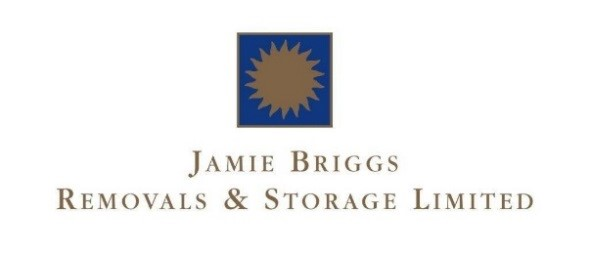 JAMIE BRIGGS
REMOVALS & STORAGE LIMITED